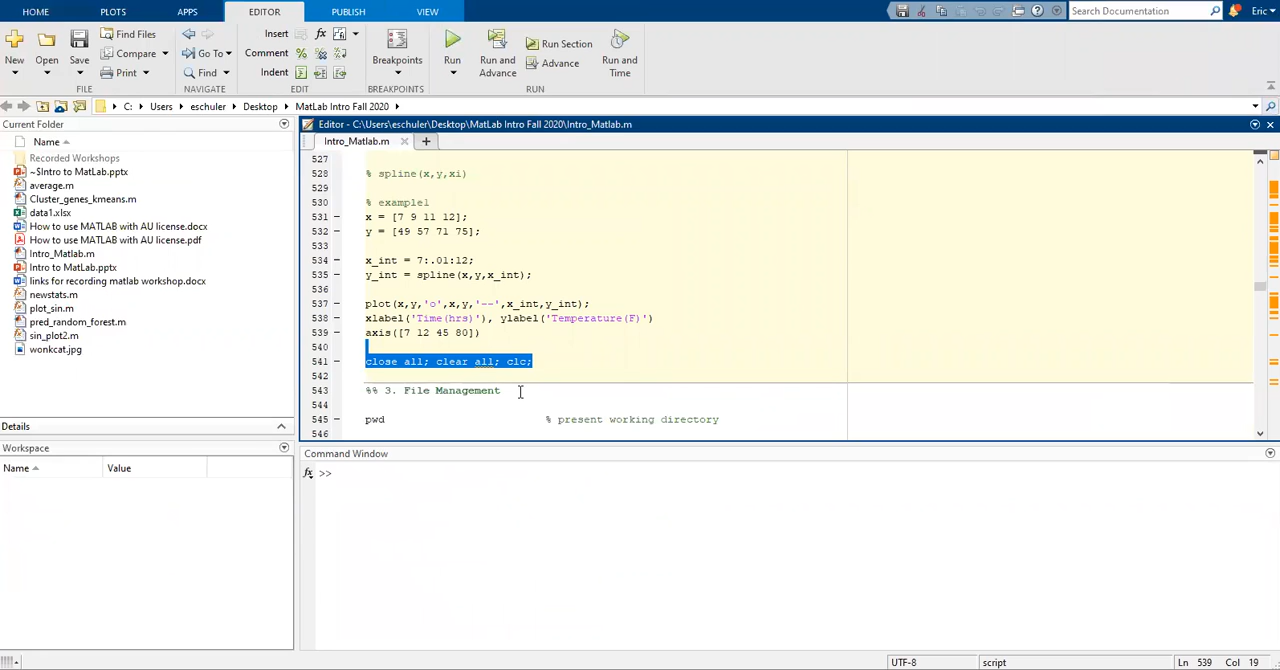 HOME PLOTS APPS EDITOR PUBLISH VIEW Search Documentation Eric
New Open Save Find Files Compare Print Go To Find Insert fx Comment % Indent Breakpoints Run Run and Advance Run Section Advance Run and Time
FILE NAVIGATE EDIT BREAKPOINTS RUN
C: Users eschuler Desktop MatLab Intro Fall 2020
Current Folder
Name
Recorded Workshops
~$Intro to MatLab.pptx
average.m
Cluster_genes_kmeans.m
data1.xlsx
How to use MATLAB with AU license.docx
How to use MATLAB with AU license.pdf
Intro_Matlab.m
Intro to MatLab.pptx
links for recording matlab workshop.docx
newstats.m
plot_sin.m
pred_random_forest.m
sin_plot2.m
wonkcat.jpg
Details
Workspace
Name Value
Editor - C:\Users\eschuler\Desktop\MatLab Intro Fall 2020\Intro_Matlab.m
Intro_Matlab.m
527
528 % spline(x,y,xi)
529
530 % example1
531 x = [7 9 11 12];
532 y = [49 57 71 75];
533
534 x_int = 7:.01:12;
535 y_int = spline(x,y,x_int);
536
537 plot(x,y,'o',x,y,'--',x_int,y_int);
538 xlabel('Time(hrs)'), ylabel('Temperature(F)')
539 axis([7 12 45 80])
540
541 close all; clear all; clc;
542
543 %% 3. File Management
544
545 pwd % present working directory
546
Command Window
fx >>
UTF-8 script Ln 539 Col 19